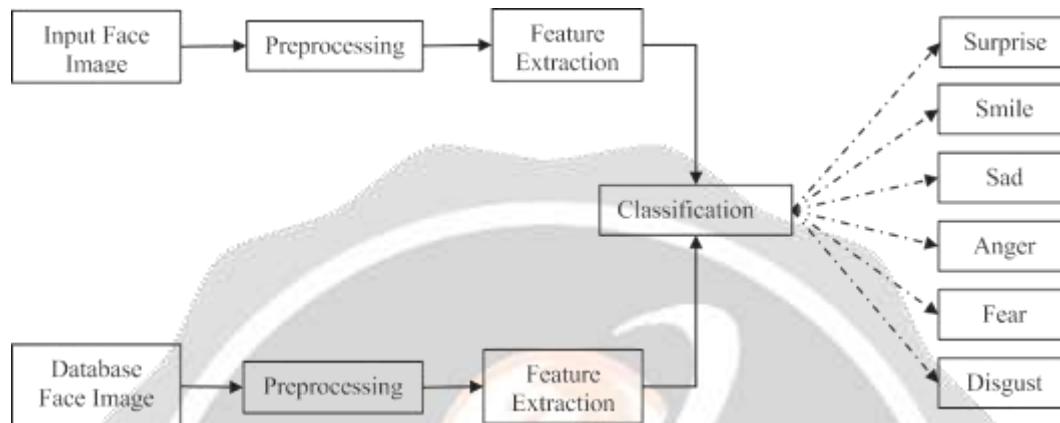 Input Face
Image
Preprocessing
Feature
Extraction
Surprise
Smile
Sad
Classification
Anger
Fear
Database
Face Image
Preprocessing
Feature
Extraction
Disgust